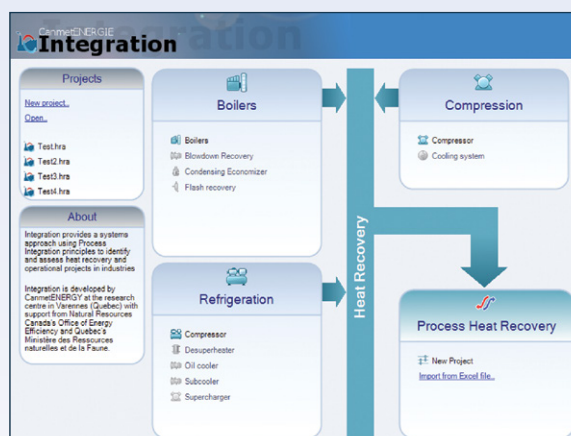 CanmetENERGIE
Integration
Projects
New project..
Open..
Test.hra
Test2.hra
Test3.hra
Test4.hra
About
Integration provides a systems
approach using Process
Integration principles to identify
and assess heat recovery and
operational projects in industries
Integration is developed by
CanmetENERGY at the research
centre in Varennes (Quebec) with
support from Natural Resources
Canada's Office of Energy
Efficiency and Quebec's
Ministère des Ressources
naturelles et de la Faune.
Boilers
Boilers
Blowdown Recovery
Condensing Economizer
Flash recovery
Refrigeration
Compressor
Desuperheater
Oil cooler
Subcooler
Supercharger
Heat Recovery
Compression
Compressor
Cooling system
Process Heat Recovery
New Project
Import from Excel file..